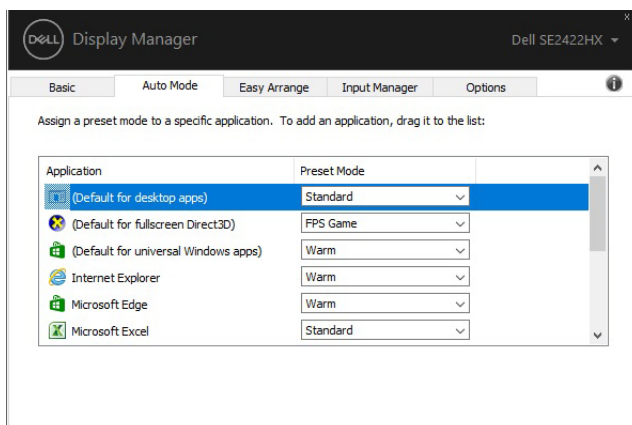 DELL Display Manager Dell SE2422HX
x
Basic Auto Mode Easy Arrange Input Manager Options i
Assign a preset mode to a specific application. To add an application, drag it to the list:
Application Preset Mode
(Default for desktop apps) Standard
(Default for fullscreen Direct3D) FPS Game
(Default for universal Windows apps) Warm
Internet Explorer Warm
Microsoft Edge Warm
Microsoft Excel Standard